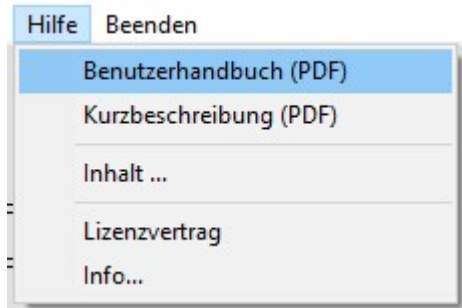 Hilfe Beenden
Benutzerhandbuch (PDF)
Kurzbeschreibung (PDF)
Inhalt ...
Lizenzvertrag
Info...